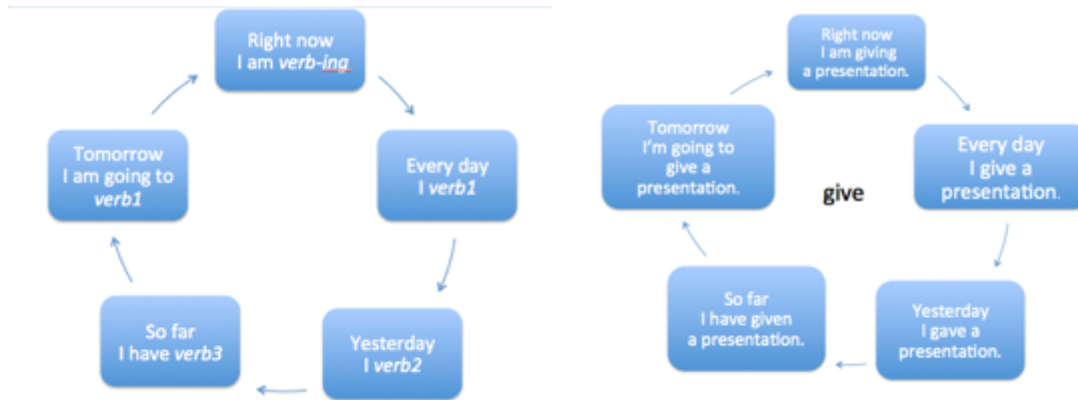 Right now
I am verb-ing
Every day
I verb1
Yesterday
I verb2
So far
I have verb3
Tomorrow
I am going to
verb1
Right now
I am giving
a presentation.
Every day
I give a
presentation.
Yesterday
I gave a
presentation.
So far
I have given
a presentation.
Tomorrow
I'm going to
give a
presentation.
give